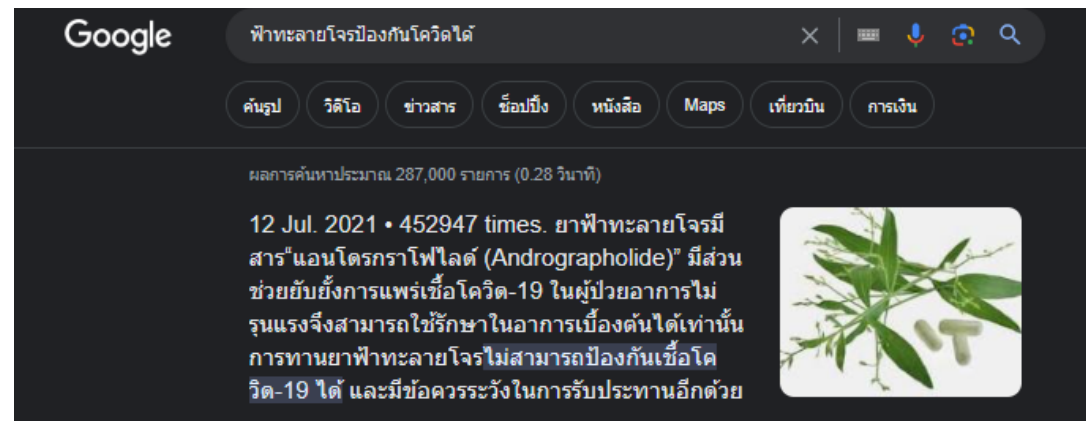 Google
ฟ้าทะลายโจรป้องกันโควิดได้
ค้นรูป
วิดีโอ
ข่าวสาร
ช็อปปิ้ง
หนังสือ
Maps
เที่ยวบิน
การเงิน
ผลการค้นหาประมาณ 287,000 รายการ (0.28 วินาที)
12 Jul. 2021 • 452947 times. ยาฟ้าทะลายโจรมี
สาร“แอนโดรกราโฟไลด์ (Andrographolide)” มีส่วน
ช่วยยับยั้งการแพร่เชื้อโควิด-19 ในผู้ป่วยอาการไม่
รุนแรงจึงสามารถใช้รักษาในอาการเบื้องต้นได้เท่านั้น
การทานยาฟ้าทะลายโจรไม่สามารถป้องกันเชื้อโค
วิด-19 ได้ และมีข้อควรระวังในการรับประทานอีกด้วย